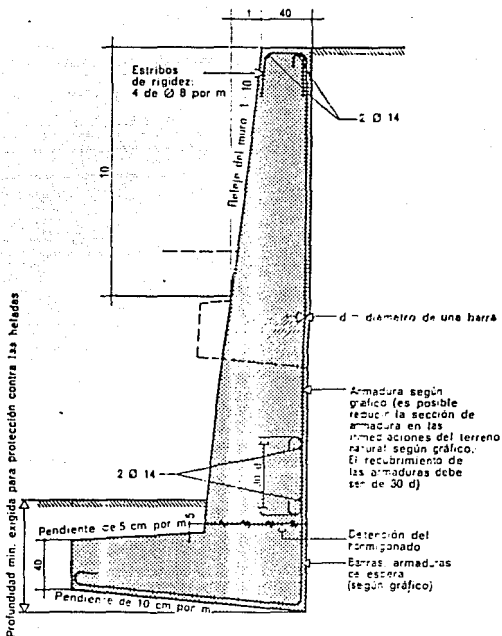 1 40
Estribos
de rigidez:
4 de Ø 8 por m
2 Ø 14
10
Releje del muro 1 : 10
d = diámetro de una barra
Armadura según
gráfico (es posible
reducir la sección de
armadura en las
inmediaciones del terreno
natural según gráfico.
El recubrimiento de
las armaduras debe
ser de 30 d)
30 d
2 Ø 14
Profundidad min. exigida para protección contra las heladas
Pendiente de 5 cm por m
5
Detención del
hormigonado
40
Barras, armaduras
de espera
(según gráfico)
Pendiente de 10 cm por m